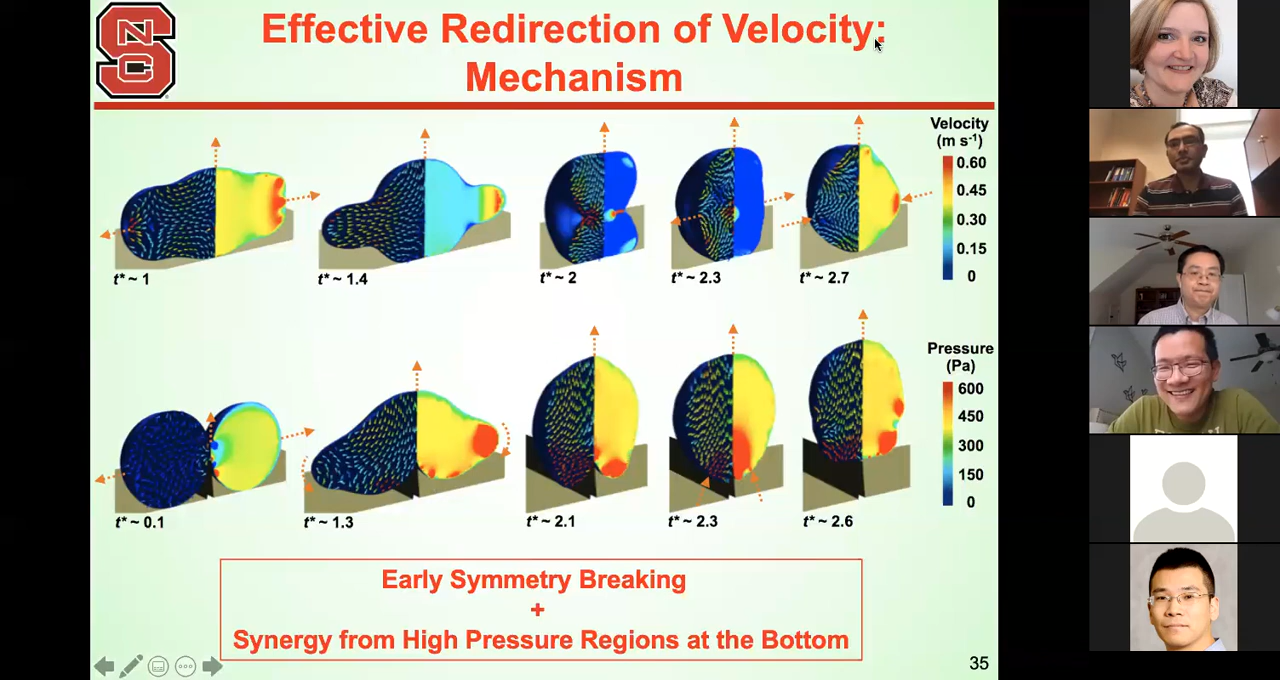 NC
S
Effective Redirection of Velocity:
Mechanism
Velocity
(m s⁻¹)
0.60
0.45
0.30
0.15
0
t* ~ 1
t* ~ 1.4
t* ~ 2
t* ~ 2.3
t* ~ 2.7
Pressure
(Pa)
600
450
300
150
0
t* ~ 0.1
t* ~ 1.3
t* ~ 2.1
t* ~ 2.3
t* ~ 2.6
Early Symmetry Breaking
+
Synergy from High Pressure Regions at the Bottom
35